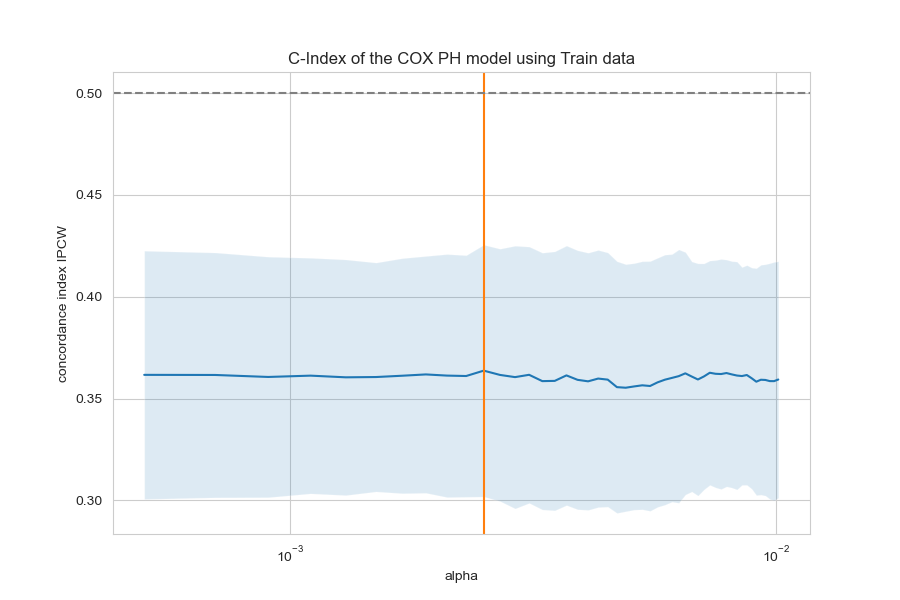 C-Index of the COX PH model using Train data
concordance index IPCW
0.50
0.45
0.40
0.35
0.30
10⁻³
10⁻²
alpha